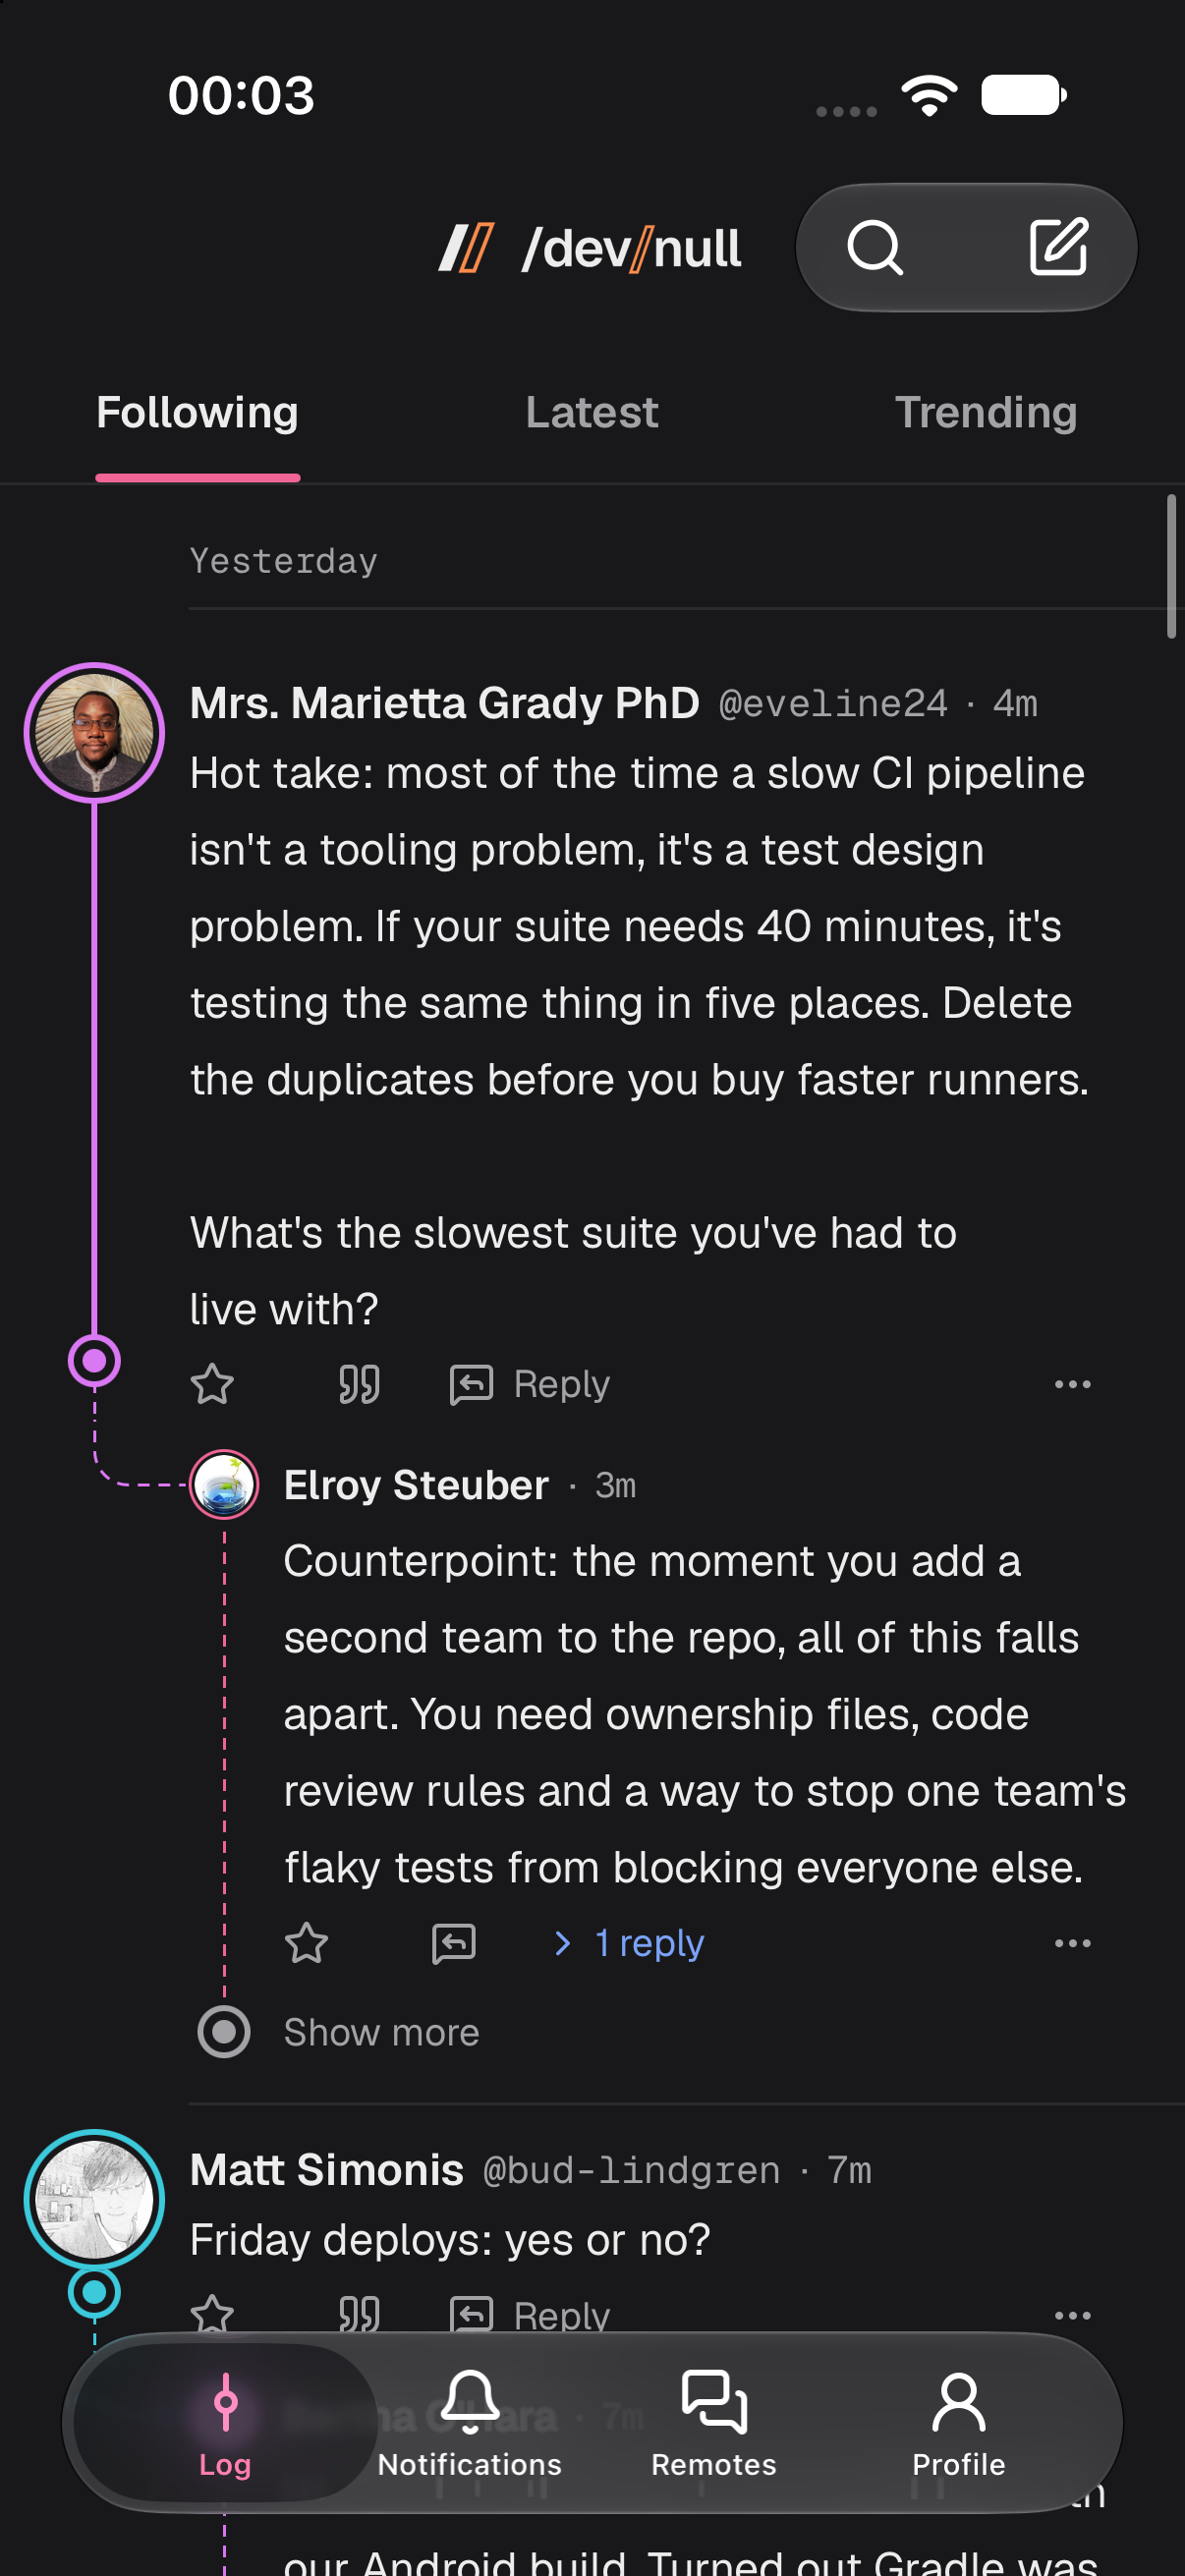 00:03
/dev//null
Following
Latest
Trending
Yesterday
Mrs. Marietta Grady PhD @eveline24 · 4m
Hot take: most of the time a slow CI pipeline
isn't a tooling problem, it's a test design
problem. If your suite needs 40 minutes, it's
testing the same thing in five places. Delete
the duplicates before you buy faster runners.
What's the slowest suite you've had to
live with?
Reply
Elroy Steuber · 3m
Counterpoint: the moment you add a
second team to the repo, all of this falls
apart. You need ownership files, code
review rules and a way to stop one team's
flaky tests from blocking everyone else.
1 reply
Show more
Matt Simonis @bud-lindgren · 7m
Friday deploys: yes or no?
Reply
· 7m
Log
Notifications
Remotes
Profile
our Android build. Turned out Gradle was